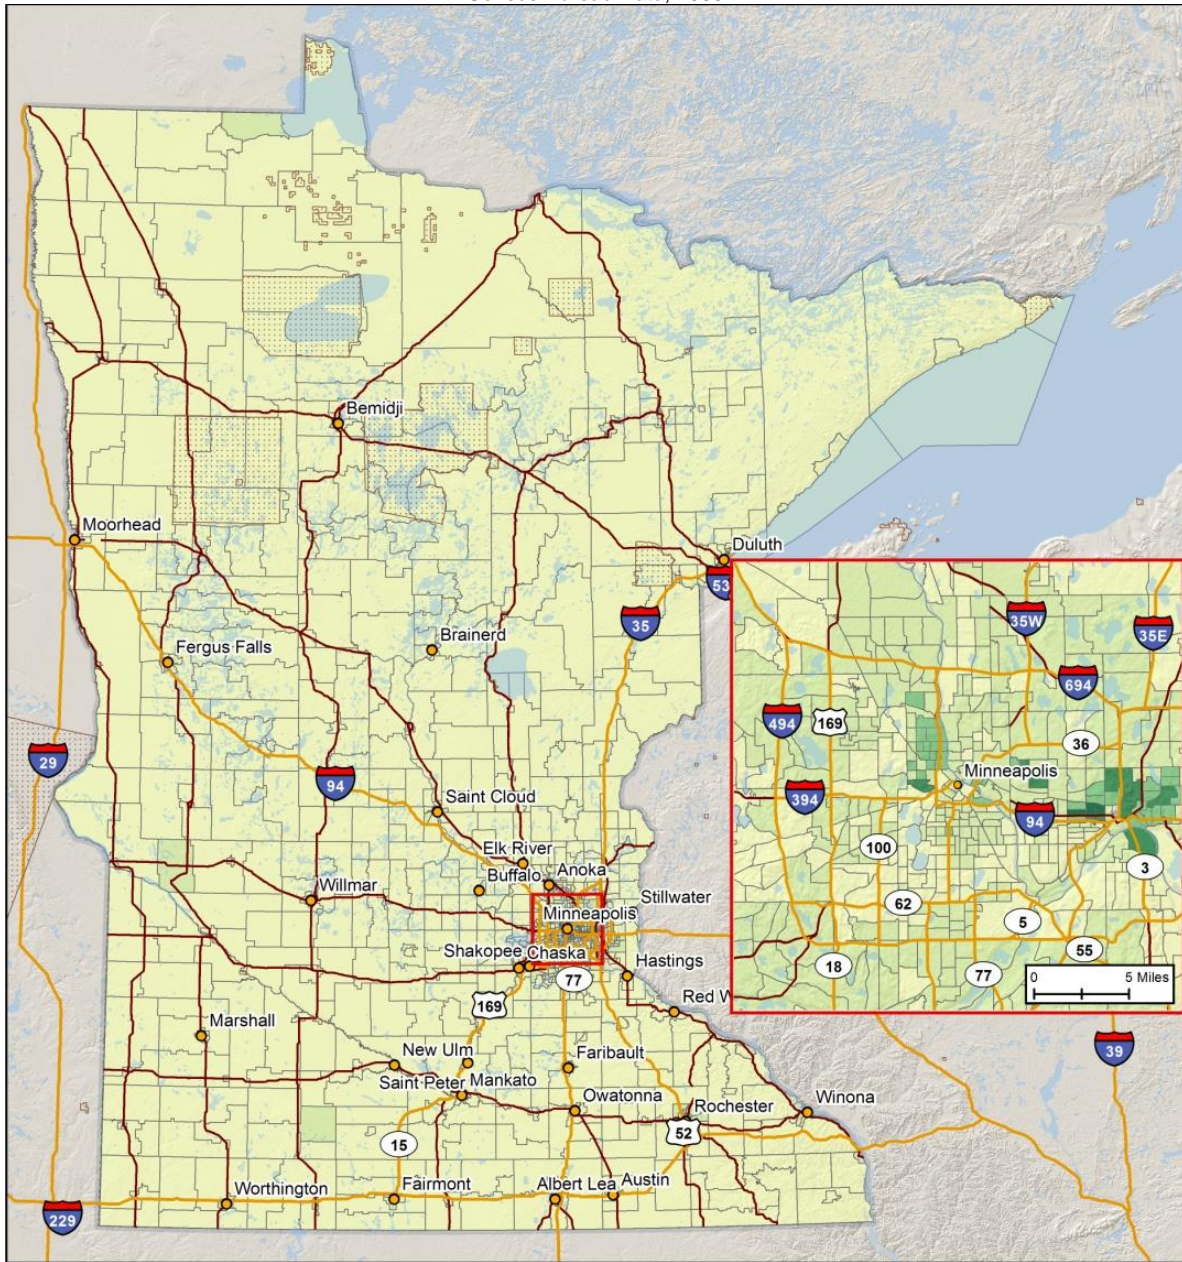 Bemidji
Moorhead
Duluth
53
35
35W
35E
Brainerd
Fergus Falls
694
494
169
36
29
94
Minneapolis
394
Saint Cloud
94
100
Elk River
Anoka
3
Buffalo
Willmar
Stillwater
62
Minneapolis
5
Shakopee
Chaska
55
Hastings
18
77
77
0 5 Miles
169
Red W
Marshall
39
New Ulm
Faribault
Saint Peter
Mankato
Owatonna
Rochester
Winona
52
15
Worthington
Fairmont
Albert Lea
Austin
229